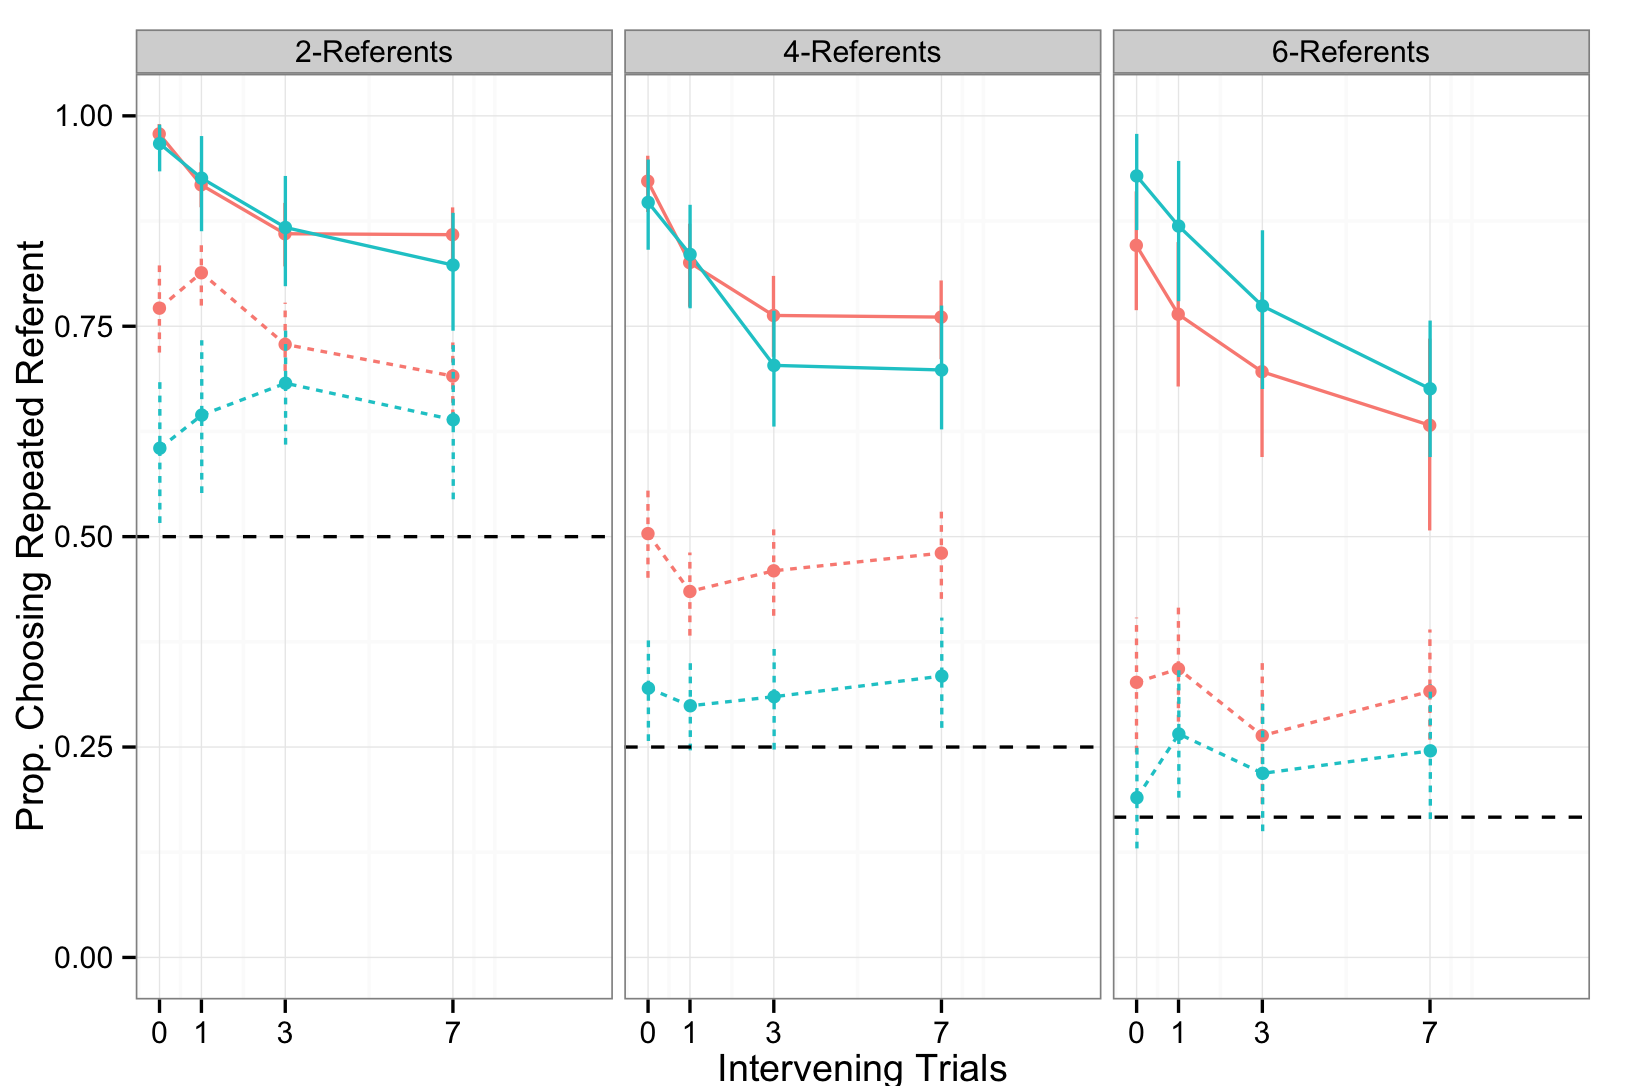 2-Referents
4-Referents
6-Referents
Prop. Choosing Repeated Referent
1.00
0.75
0.50
0.25
0.00
0 1 3 7
0 1 3 7
0 1 3 7
Intervening Trials